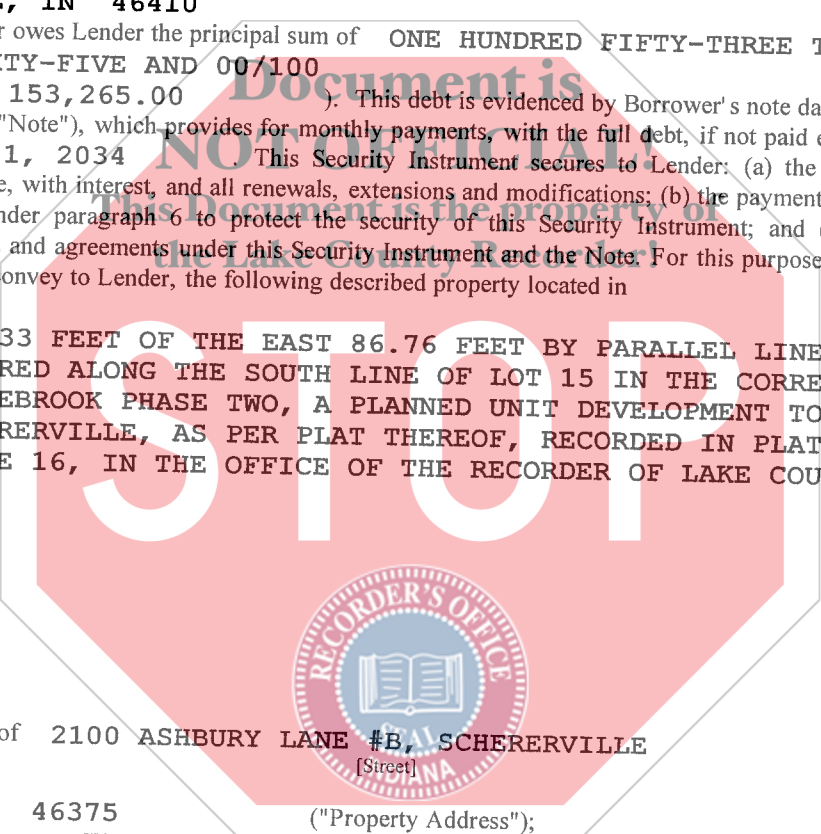 , IN 46410
r owes Lender the principal sum of ONE HUNDRED FIFTY-THREE T
TY-FIVE AND 00/100
153,265.00 ). This debt is evidenced by Borrower's note da
"Note"), which provides for monthly payments, with the full debt, if not paid e
1, 2034 . This Security Instrument secures to Lender: (a) the
e, with interest, and all renewals, extensions and modifications; (b) the payment
nder paragraph 6 to protect the security of this Security Instrument; and
and agreements under this Security Instrument and the Note. For this purpose
onvey to Lender, the following described property located in
Document is
NOT OFFICIAL!
This Document is the property of
the Lake County Recorder!
33 FEET OF THE EAST 86.76 FEET BY PARALLEL LINE
RED ALONG THE SOUTH LINE OF LOT 15 IN THE CORRE
EBROOK PHASE TWO, A PLANNED UNIT DEVELOPMENT TO
RERVILLE, AS PER PLAT THEREOF, RECORDED IN PLAT
E 16, IN THE OFFICE OF THE RECORDER OF LAKE COU
STOP
RECORDER'S OFFICE
SEAL
INDIANA
of 2100 ASHBURY LANE #B, SCHERERVILLE
[Street]
46375 ("Property Address");